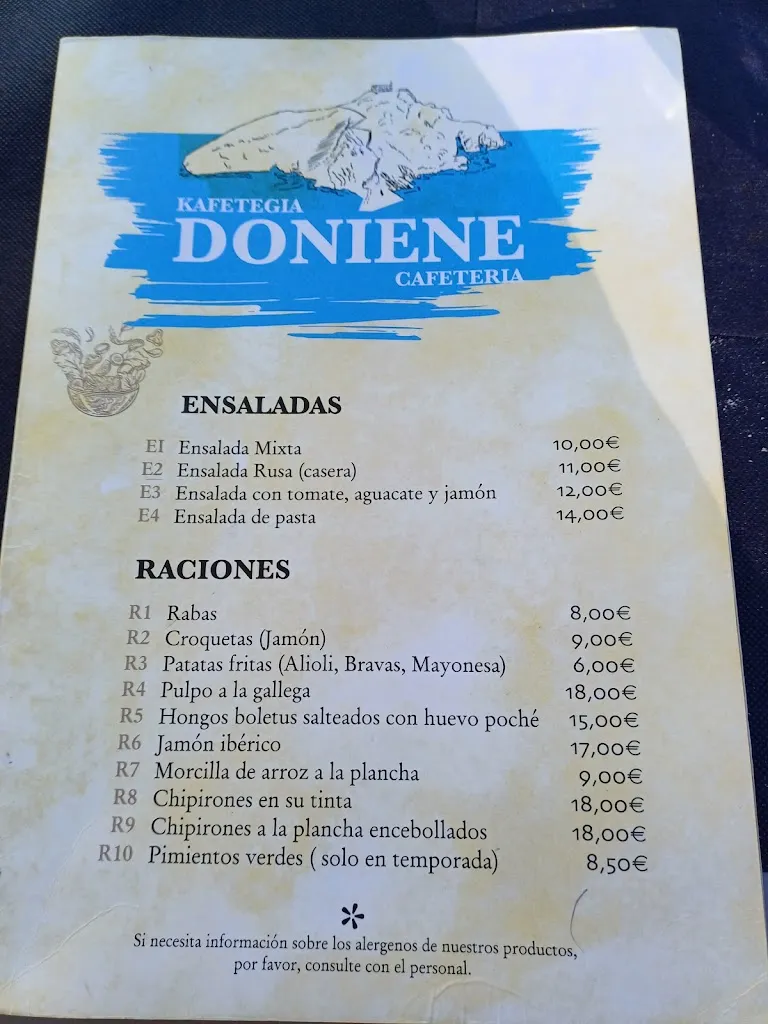 KAFETEGIA
DONIENE
CAFETERIA
ENSALADAS
E1 Ensalada Mixta 10,00€
E2 Ensalada Rusa (casera) 11,00€
E3 Ensalada con tomate, aguacate y jamón 12,00€
E4 Ensalada de pasta 14,00€
RACIONES
R1 Rabas 8,00€
R2 Croquetas (Jamón) 9,00€
R3 Patatas fritas (Alioli, Bravas, Mayonesa) 6,00€
R4 Pulpo a la gallega 18,00€
R5 Hongos boletus salteados con huevo poché 15,00€
R6 Jamón ibérico 17,00€
R7 Morcilla de arroz a la plancha 9,00€
R8 Chipirones en su tinta 18,00€
R9 Chipirones a la plancha encebollados 18,00€
R10 Pimientos verdes ( solo en temporada) 8,50€
*
Si necesita información sobre los alergenos de nuestros productos,
por favor, consulte con el personal.